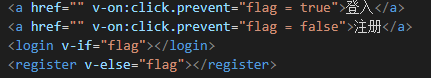 <a href="" v-on:click.prevent="flag = true">登入</a>
<a href="" v-on:click.prevent="flag = false">注册</a>
<login v-if="flag"></login>
<register v-else="flag"></register>